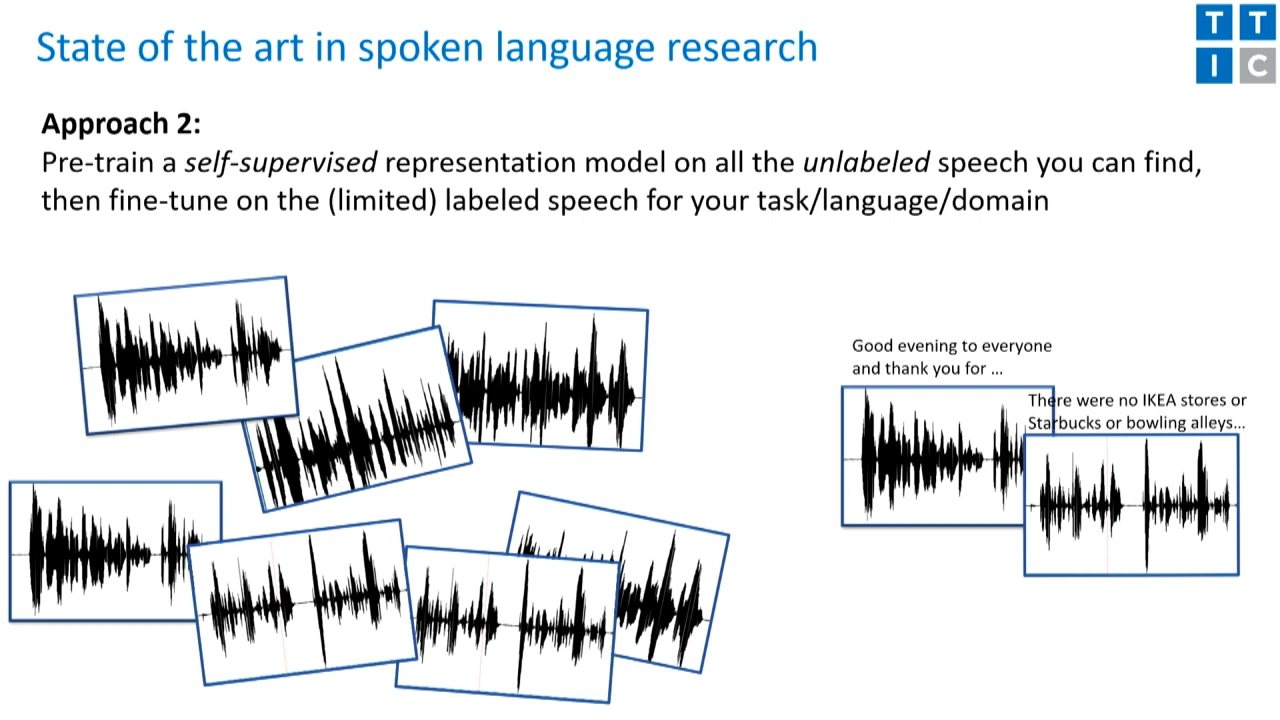 State of the art in spoken language research
T T
I C
Approach 2:
Pre-train a self-supervised representation model on all the unlabeled speech you can find,
then fine-tune on the (limited) labeled speech for your task/language/domain
Good evening to everyone
and thank you for ...
There were no IKEA stores or
Starbucks or bowling alleys...